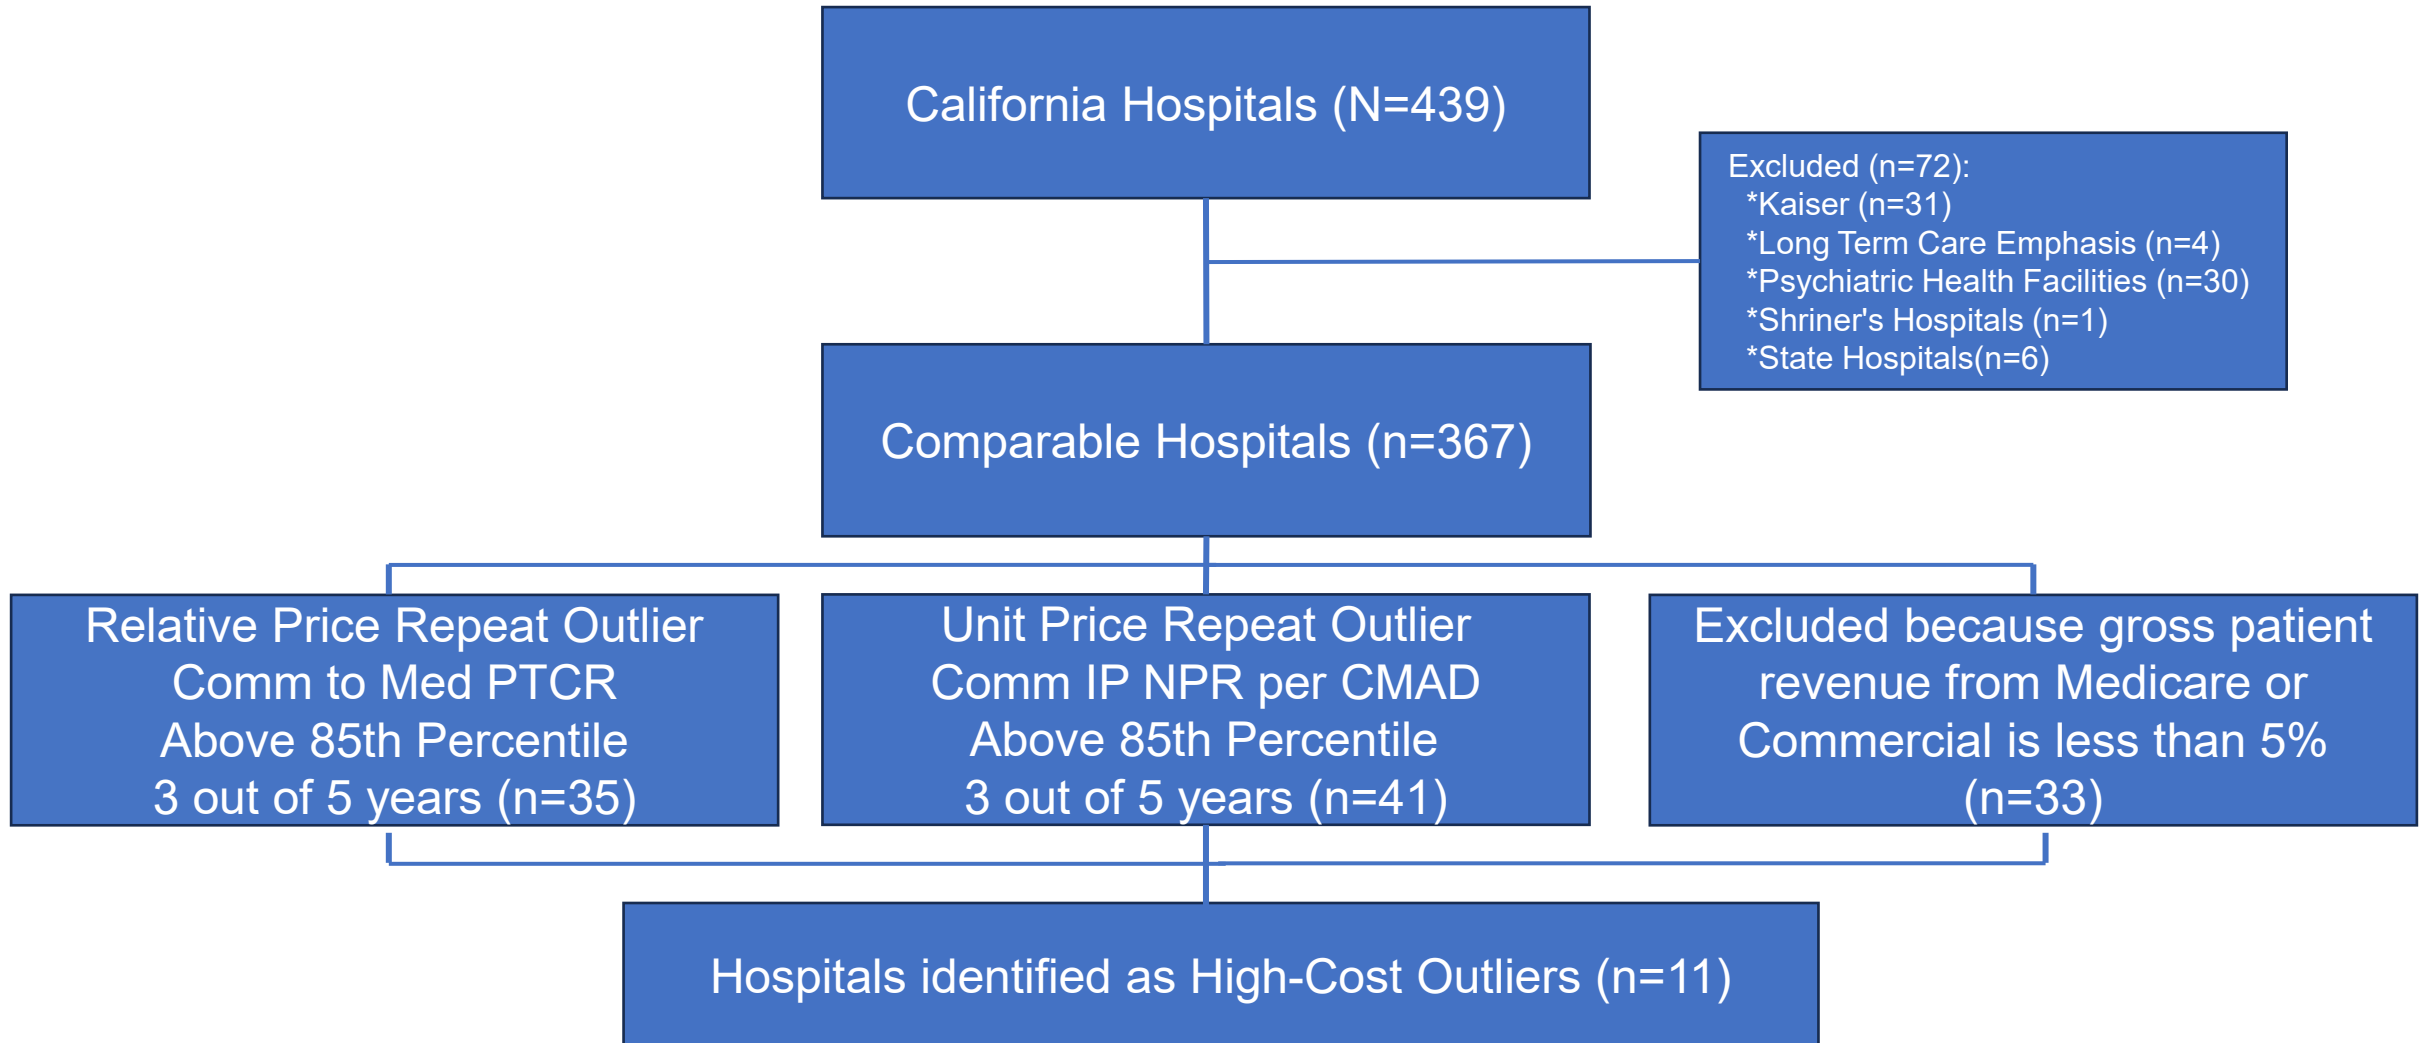 California Hospitals (N=439)
Excluded (n=72):
*Kaiser (n=31)
*Long Term Care Emphasis (n=4)
*Psychiatric Health Facilities (n=30)
*Shriner's Hospitals (n=1)
*State Hospitals(n=6)
Comparable Hospitals (n=367)
Relative Price Repeat Outlier
Comm to Med PTCR
Above 85th Percentile
3 out of 5 years (n=35)
Unit Price Repeat Outlier
Comm IP NPR per CMAD
Above 85th Percentile
3 out of 5 years (n=41)
Excluded because gross patient
revenue from Medicare or
Commercial is less than 5%
(n=33)
Hospitals identified as High-Cost Outliers (n=11)